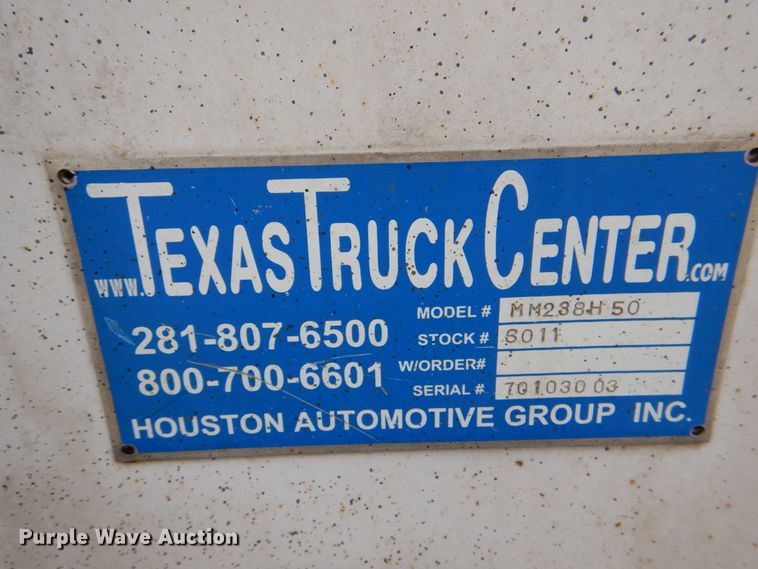 www.TEXASTRUCKCENTER.com
281-807-6500
800-700-6601
MODEL # MM238H50
STOCK # 6011
W/ORDER#
SERIAL # 70103003
HOUSTON AUTOMOTIVE GROUP INC.
Purple Wave Auction